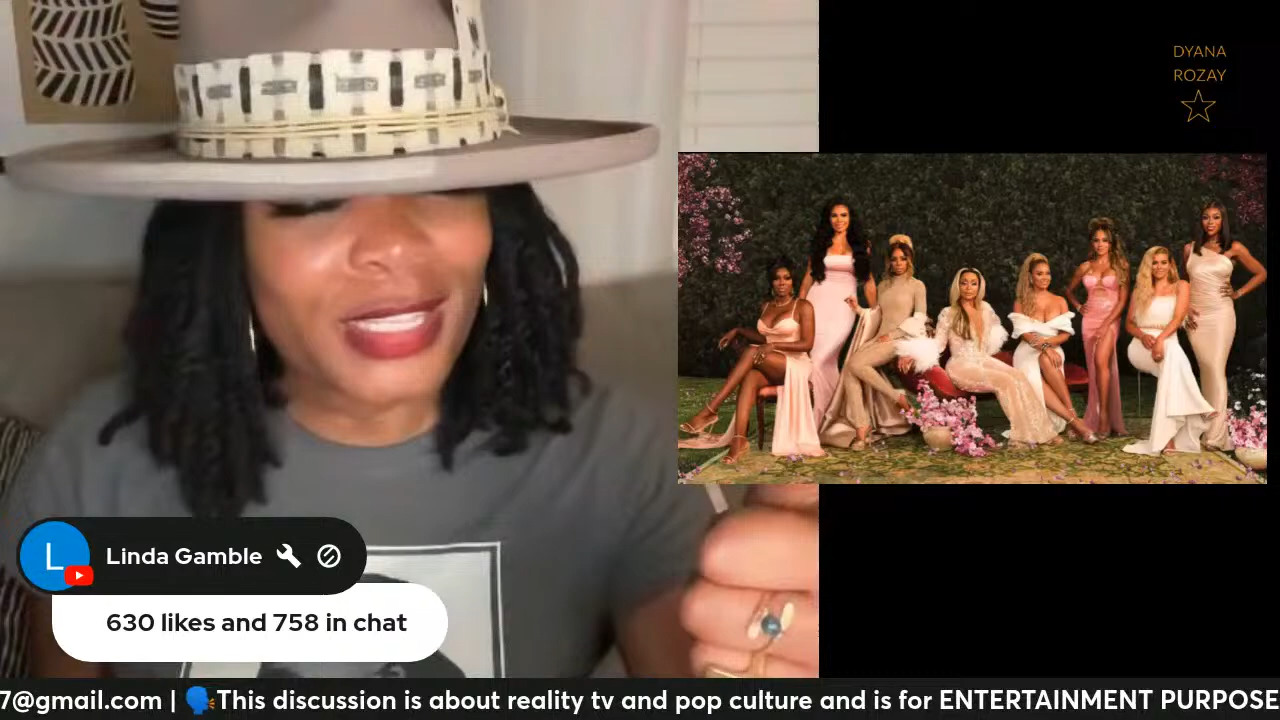 DYANA
ROZAY
L
Linda Gamble
630 likes and 758 in chat
7@gmail.com | 🗣️This discussion is about reality tv and pop culture and is for ENTERTAINMENT PURPOSE